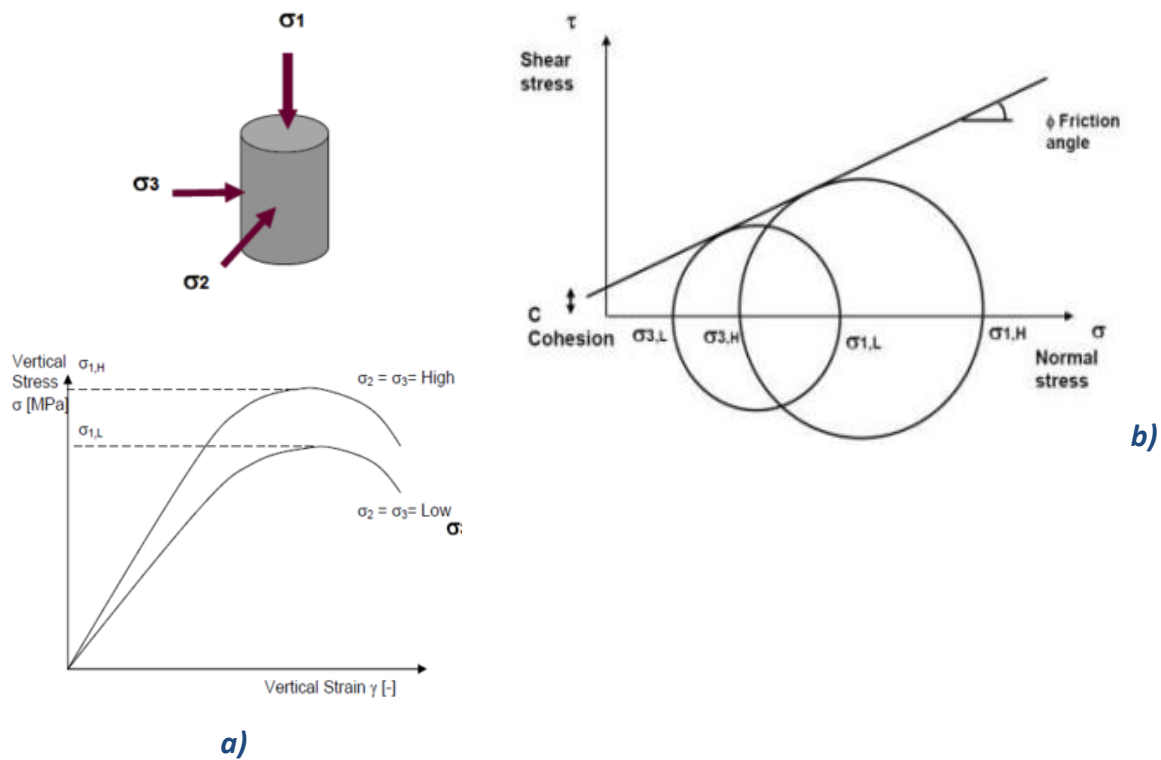 σ1
σ3
σ2
Vertical
Stress
σ [MPa]
σ1,H
σ1,L
σ2 = σ3= High
σ2 = σ3= Low
σ
Vertical Strain γ [-]
a)
τ
Shear
stress
ϕ Friction
angle
C
Cohesion
σ3,L
σ3,H
σ1,L
σ1,H
σ
Normal
stress
b)